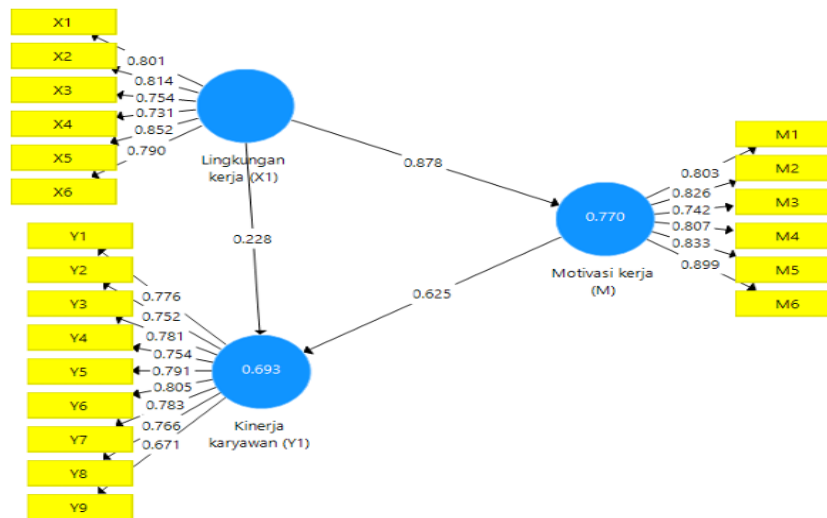 X1
X2
X3
X4
X5
X6
0.801
0.814
0.754
0.731
0.852
0.790
Lingkungan
kerja (X1)
0.878
0.228
0.625
0.770
Motivasi kerja
(M)
0.803
0.826
0.742
0.807
0.833
0.899
M1
M2
M3
M4
M5
M6
Y1
Y2
Y3
Y4
Y5
Y6
Y7
Y8
Y9
0.776
0.752
0.781
0.754
0.791
0.805
0.783
0.766
0.671
0.693
Kinerja
karyawan (Y1)